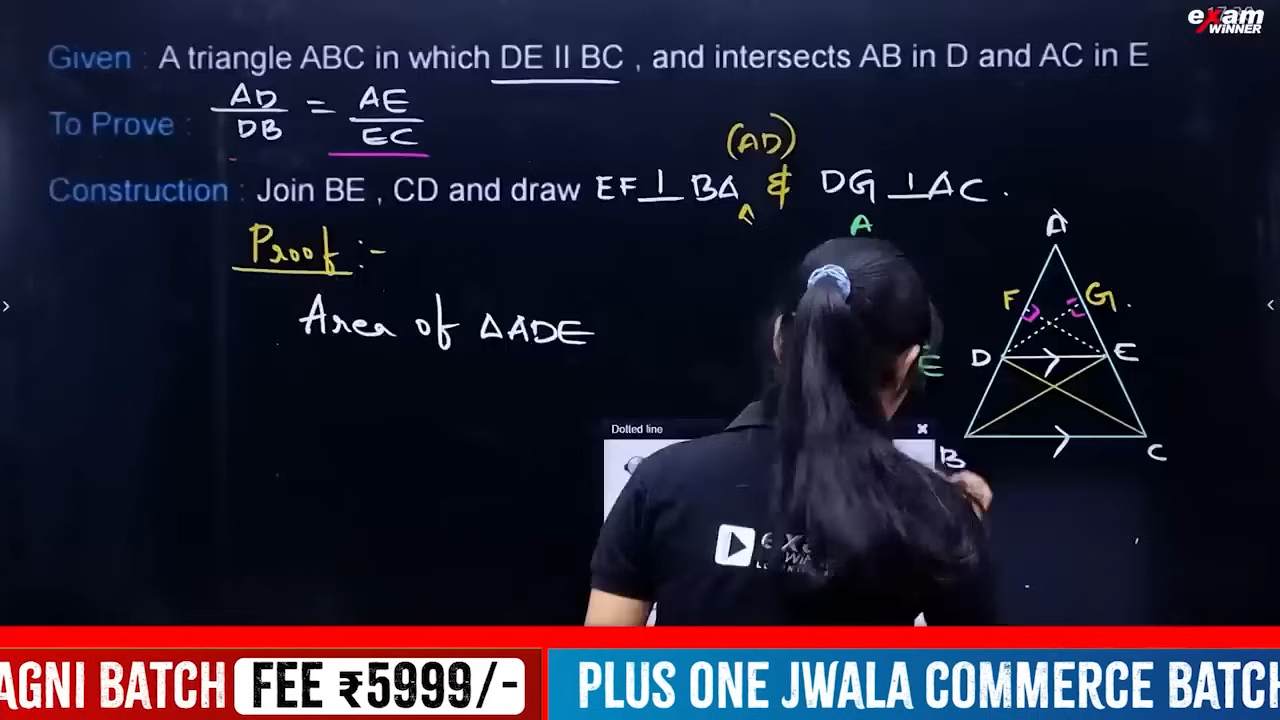 exam
WINNER
Given : A triangle ABC in which DE II BC , and intersects AB in D and AC in E
To Prove : AD/DB = AE/EC
(AD)
Construction : Join BE , CD and draw EF ⊥ BA & DG ⊥ AC .
Proof :-
Area of △ADE
A
E
A
F G .
D E
B C
Dotted line
AGNI BATCH FEE ₹5999/- PLUS ONE JWALA COMMERCE BATCH